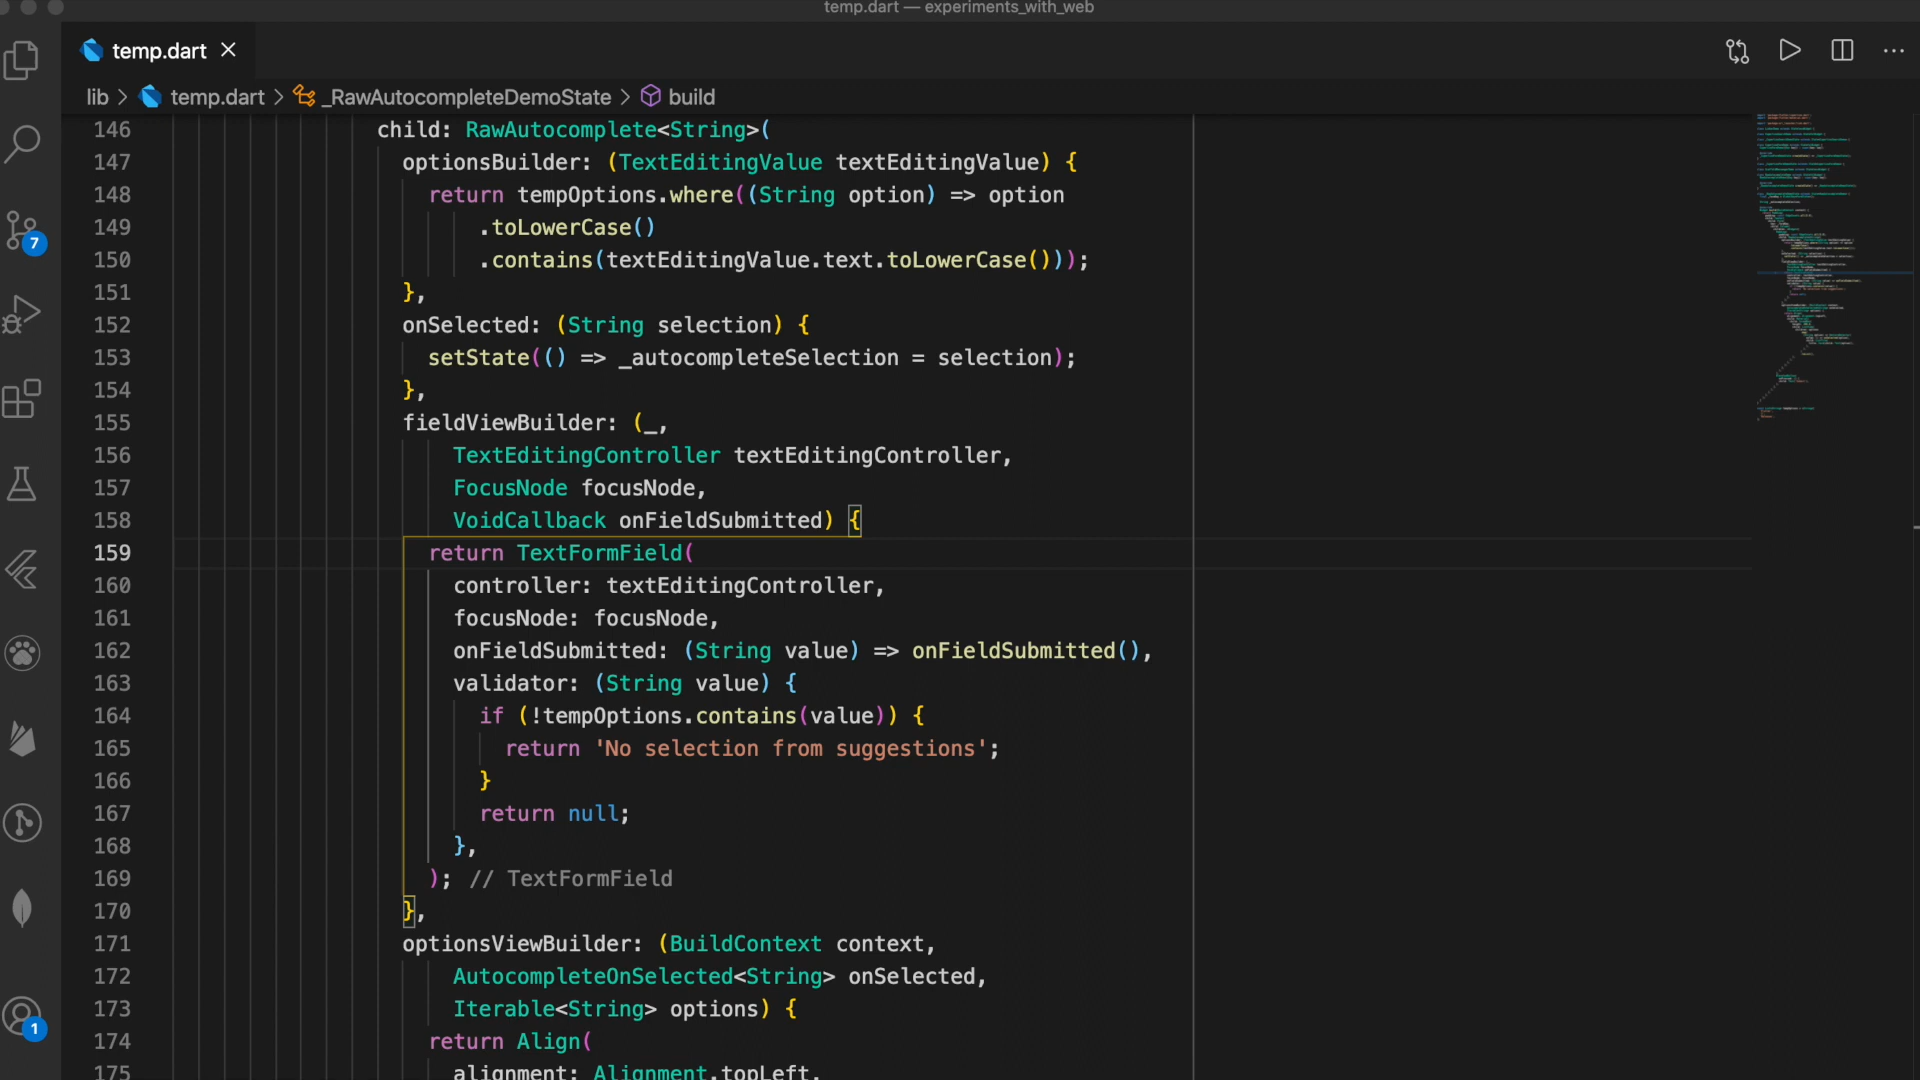 temp.dart — experiments_with_web
temp.dart
lib > temp.dart > _RawAutocompleteDemoState > build
146 child: RawAutocomplete<String>(
147 optionsBuilder: (TextEditingValue textEditingValue) {
148 return tempOptions.where((String option) => option
149 .toLowerCase()
150 .contains(textEditingValue.text.toLowerCase()));
151 },
152 onSelected: (String selection) {
153 setState(() => _autocompleteSelection = selection);
154 },
155 fieldViewBuilder: (_,
156 TextEditingController textEditingController,
157 FocusNode focusNode,
158 VoidCallback onFieldSubmitted) {
159 return TextFormField(
160 controller: textEditingController,
161 focusNode: focusNode,
162 onFieldSubmitted: (String value) => onFieldSubmitted(),
163 validator: (String value) {
164 if (!tempOptions.contains(value)) {
165 return 'No selection from suggestions';
166 }
167 return null;
168 },
169 ); // TextFormField
170 },
171 optionsViewBuilder: (BuildContext context,
172 AutocompleteOnSelected<String> onSelected,
173 Iterable<String> options) {
174 return Align(
175 alignment: Alignment.topLeft,
7
1